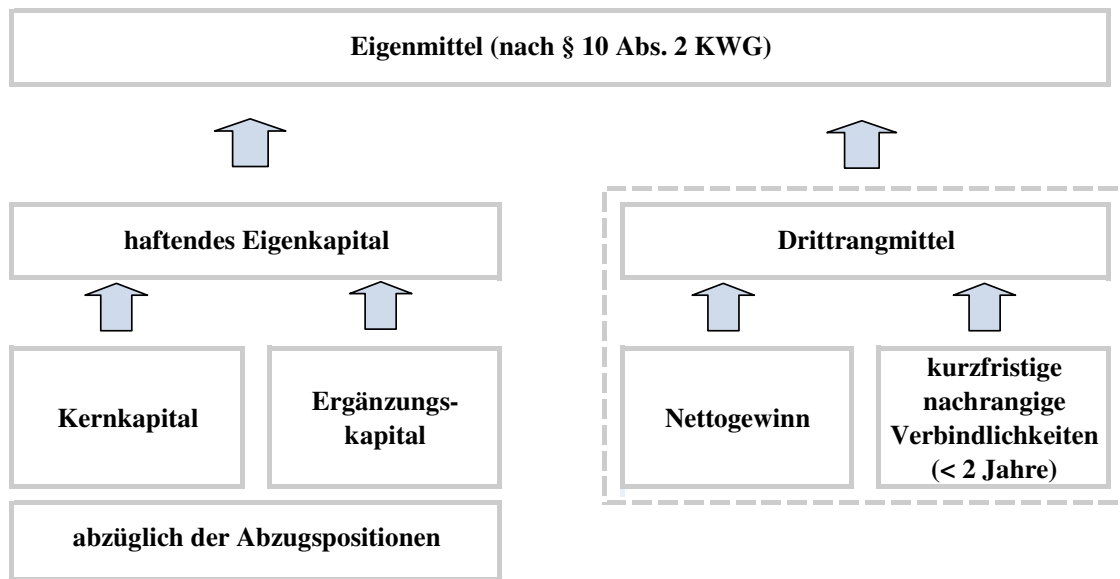 Eigenmittel (nach § 10 Abs. 2 KWG)
haftendes Eigenkapital
Drittrangmittel
Kernkapital
Ergänzungs-
kapital
Nettogewinn
kurzfristige
nachrangige
Verbindlichkeiten
(< 2 Jahre)
abzüglich der Abzugspositionen